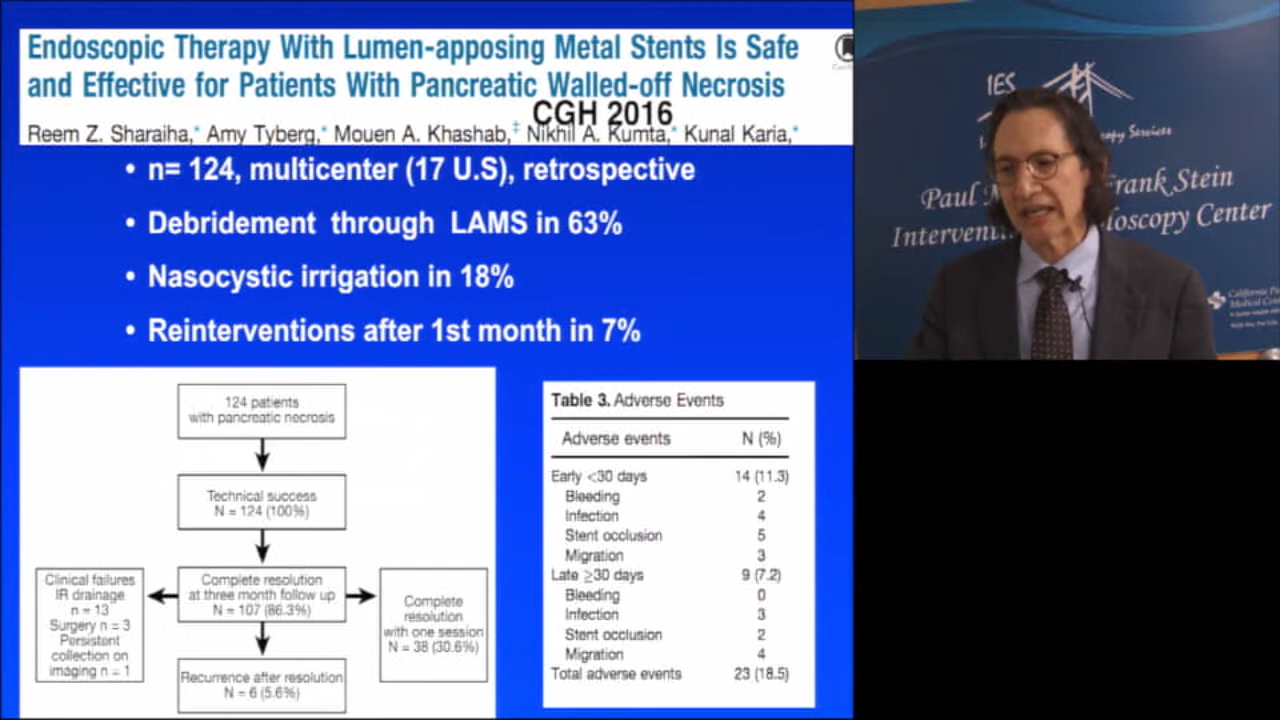 Endoscopic Therapy With Lumen-apposing Metal Stents Is Safe
and Effective for Patients With Pancreatic Walled-off Necrosis
CGH 2016
Reem Z. Sharaiha,* Amy Tyberg,* Mouen A. Khashab,‡ Nikhil A. Kumta,* Kunal Karia,*
• n= 124, multicenter (17 U.S), retrospective
• Debridement through LAMS in 63%
• Nasocystic irrigation in 18%
• Reinterventions after 1st month in 7%
124 patients
with pancreatic necrosis
Technical success
N = 124 (100%)
Clinical failures
IR drainage
n = 13
Surgery n = 3
Persistent
collection on
imaging n = 1
Complete resolution
at three month follow up
N = 107 (86.3%)
Complete
resolution
with one session
N = 38 (30.6%)
Recurrence after resolution
N = 6 (5.6%)
Table 3. Adverse Events
Adverse events N (%)
Early <30 days 14 (11.3)
Bleeding 2
Infection 4
Stent occlusion 5
Migration 3
Late ≥30 days 9 (7.2)
Bleeding 0
Infection 3
Stent occlusion 2
Migration 4
Total adverse events 23 (18.5)
IES
Services
Paul Frank Stein
Endoscopy Center
California
Medical